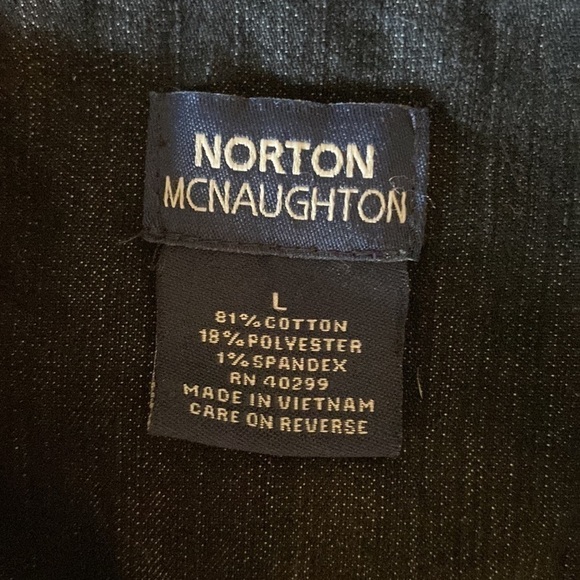 NORTON
MCNAUGHTON
L
81% COTTON
18% POLYESTER
1% SPANDEX
RN 40299
MADE IN VIETNAM
CARE ON REVERSE